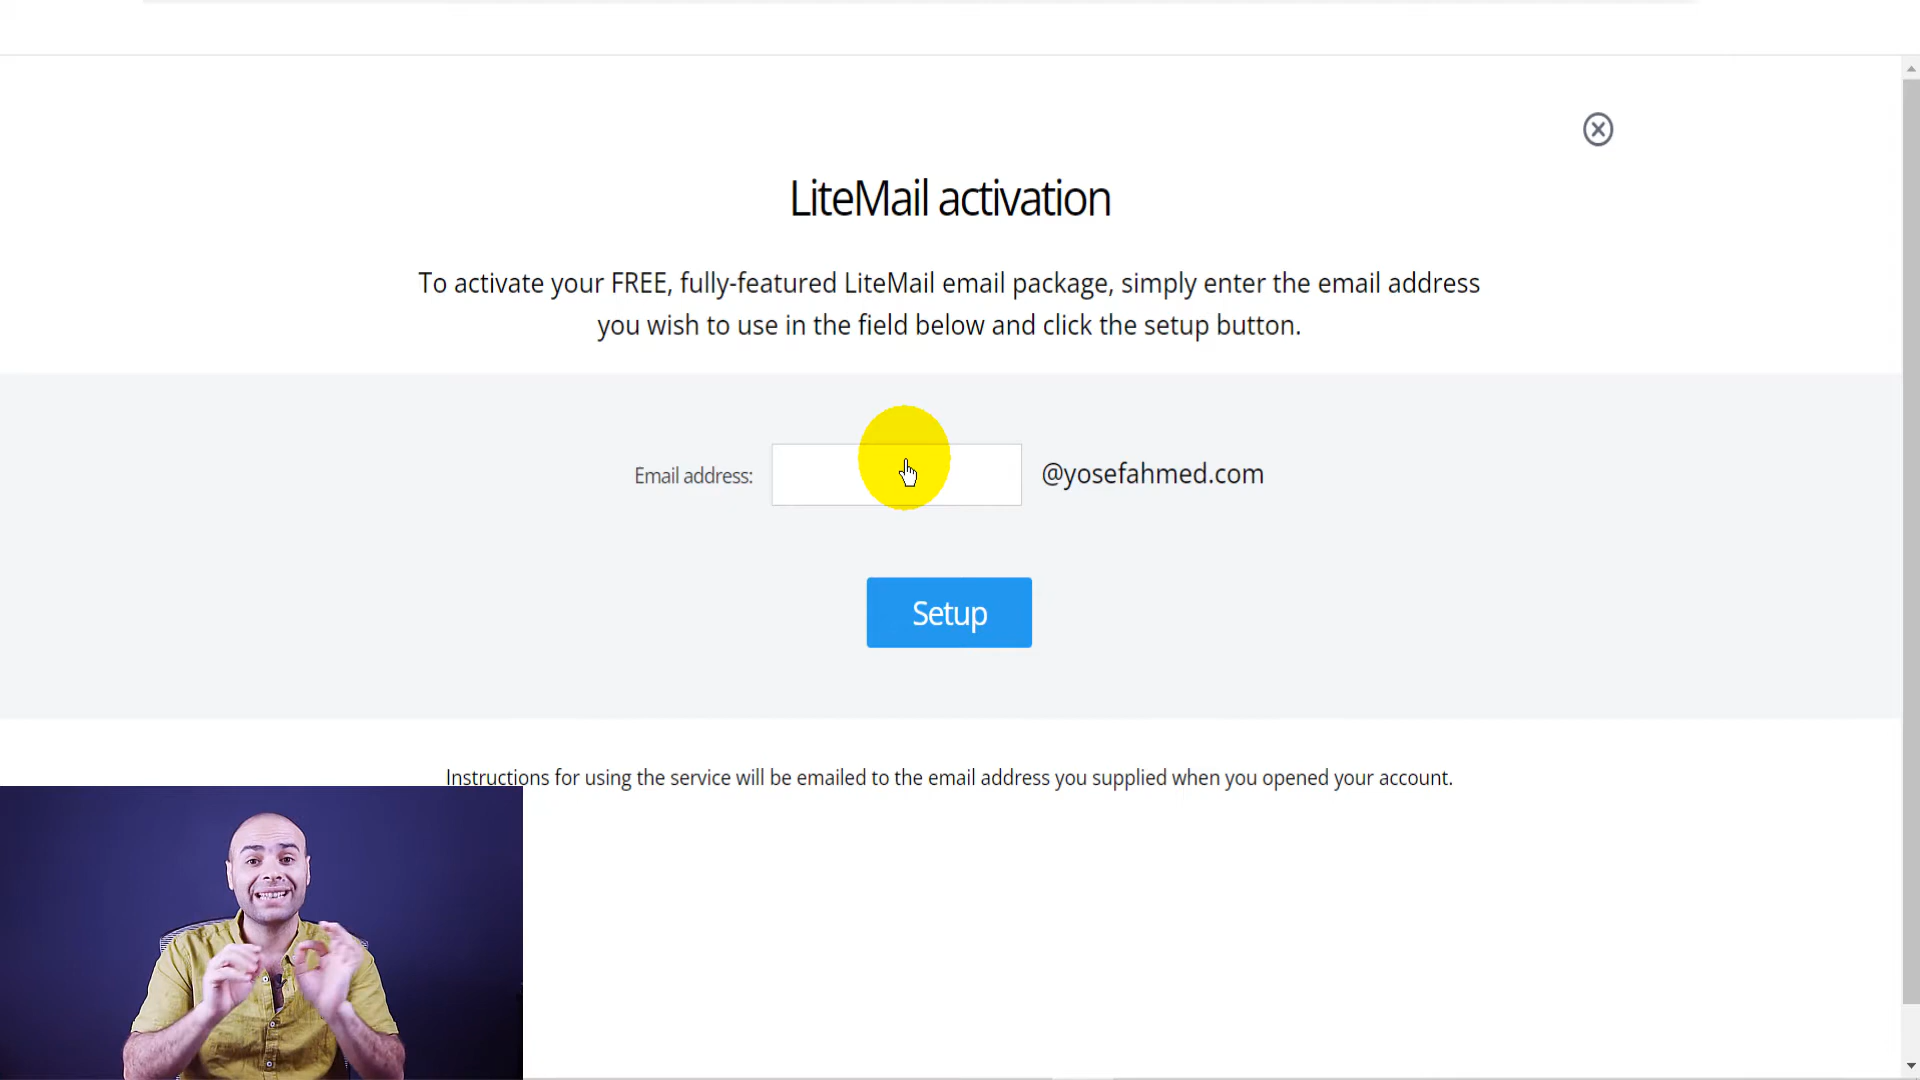 LiteMail activation
To activate your FREE, fully-featured LiteMail email package, simply enter the email address
you wish to use in the field below and click the setup button.
Email address: @yosefahmed.com
Setup
Instructions for using the service will be emailed to the email address you supplied when you opened your account.